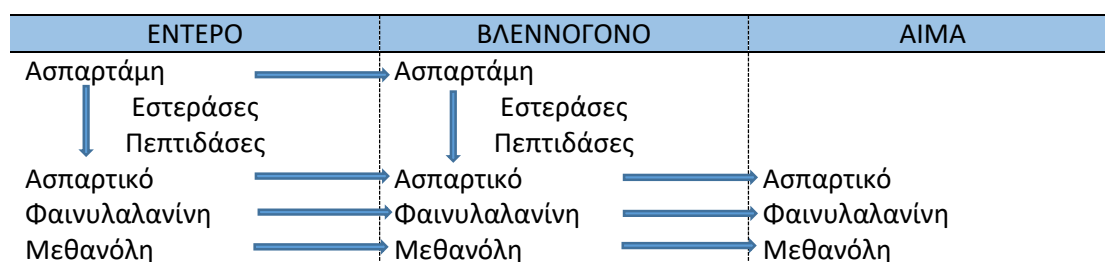 ΕΝΤΕΡΟ ΒΛΕΝΝΟΓΟΝΟ ΑΙΜΑ
Ασπαρτάμη Ασπαρτάμη
Εστεράσες Εστεράσες
Πεπτιδάσες Πεπτιδάσες
Ασπαρτικό Ασπαρτικό Ασπαρτικό
Φαινυλαλανίνη Φαινυλαλανίνη Φαινυλαλανίνη
Μεθανόλη Μεθανόλη Μεθανόλη